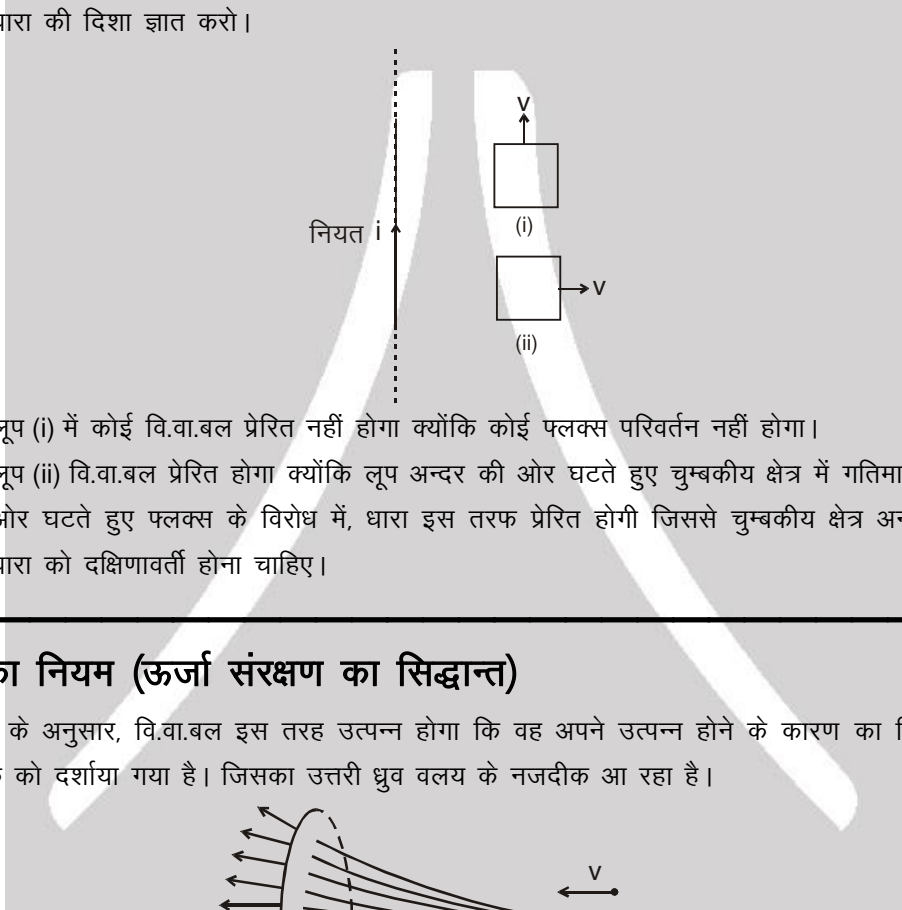 की दिशा ज्ञात करो।
v
नियत i
(i)
v
(ii)
लूप (i) में कोई वि.वा.बल प्रेरित नहीं होगा क्योंकि कोई फ्लक्स परिवर्तन नहीं होगा।
लूप (ii) वि.वा.बल प्रेरित होगा क्योंकि लूप अन्दर की ओर घटते हुए चुम्बकीय क्षेत्र में
ओर घटते हुए फ्लक्स के विरोध में, धारा इस तरफ प्रेरित होगी जिससे चुम्बकीय क्षेत्र
को दक्षिणावर्ती होना चाहिए।
का नियम (ऊर्जा संरक्षण का सिद्धान्त)
के अनुसार, वि.वा.बल इस तरह उत्पन्न होगा कि वह अपने उत्पन्न होने के कारण का
को दर्शाया गया है। जिसका उत्तरी ध्रुव वलय के नजदीक आ रहा है।
v